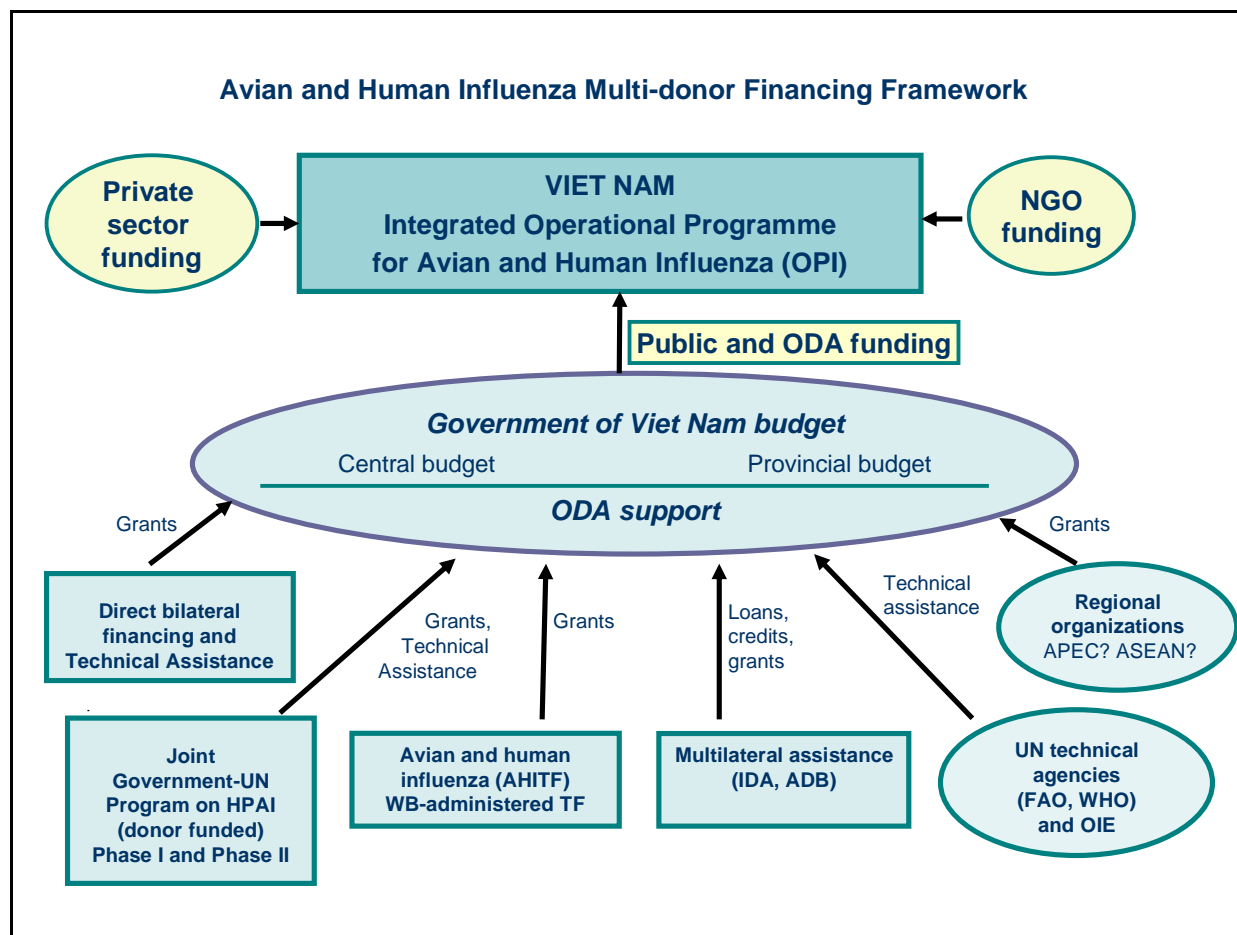 Avian and Human Influenza Multi-donor Financing Framework
Private
sector
funding
VIET NAM
Integrated Operational Programme
for Avian and Human Influenza (OPI)
NGO
funding
Public and ODA funding
Government of Viet Nam budget
Central budget
Provincial budget
ODA support
Grants
Grants
Direct bilateral
financing and
Technical Assistance
Grants,
Technical
Assistance
Grants
Loans,
credits,
grants
Technical
assistance
Regional
organizations
APEC? ASEAN?
Joint
Government-UN
Program on HPAI
(donor funded)
Phase I and Phase II
Avian and human
influenza (AHITF)
WB-administered TF
Multilateral assistance
(IDA, ADB)
UN technical
agencies
(FAO, WHO)
and OIE